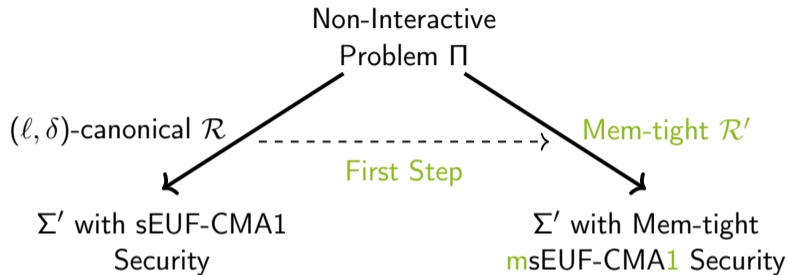 Non-Interactive
Problem Π
(ℓ, δ)-canonical ℛ
Mem-tight ℛ′
First Step
Σ′ with sEUF-CMA1
Security
Σ′ with Mem-tight
msEUF-CMA1 Security